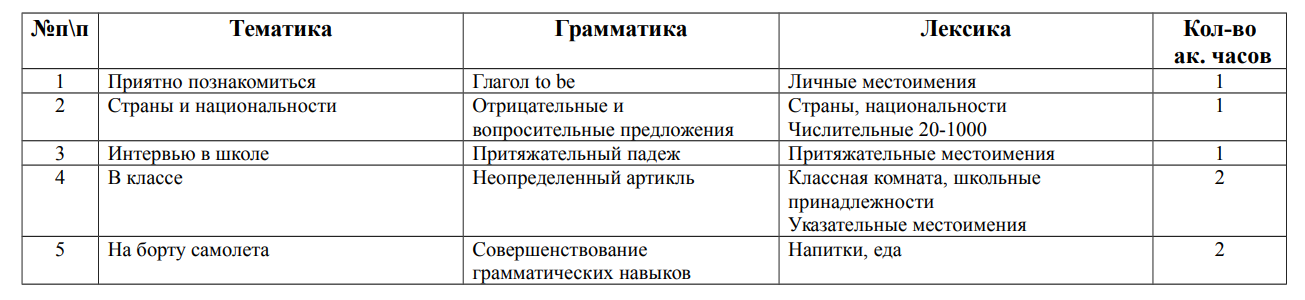 №п\п Тематика Грамматика Лексика Кол-во
ак. часов
1 Приятно познакомиться Глагол to be Личные местоимения 1
2 Страны и национальности Отрицательные и Страны, национальности 1
вопросительные предложения Числительные 20-1000
3 Интервью в школе Притяжательный падеж Притяжательные местоимения 1
4 В классе Неопределенный артикль Классная комната, школьные 2
принадлежности
Указательные местоимения
5 На борту самолета Совершенствование Напитки, еда 2
грамматических навыков